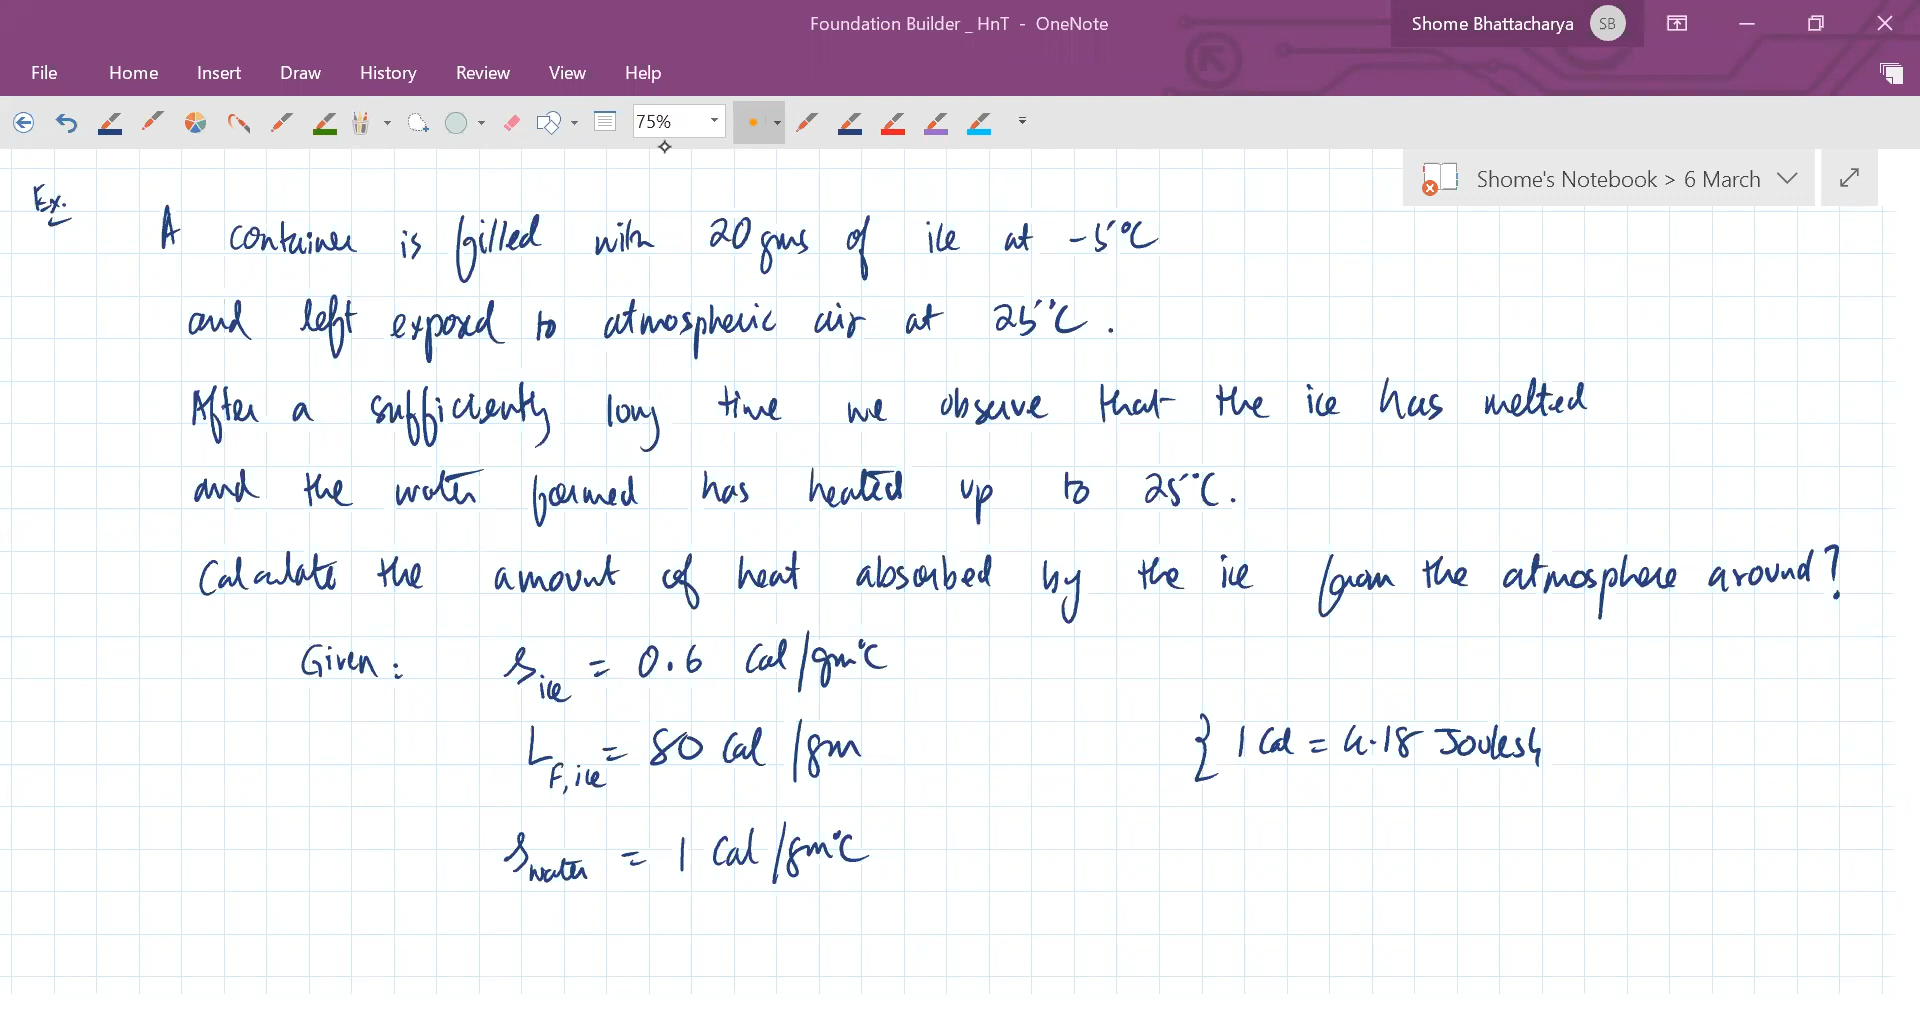 Foundation Builder _ HnT - OneNote
Shome Bhattacharya SB
File Home Insert Draw History Review View Help
75%
Shome's Notebook > 6 March
Ex.
A container is filled with 20 gms of ice at -5°C
and left exposed to atmospheric air at 25°C.
After a sufficiently long time we observe that the ice has melted
and the water formed has heated up to 25°C.
Calculate the amount of heat absorbed by the ice from the atmosphere around?
Given: s_ice = 0.6 Cal/gm°C
L_F,ice = 80 Cal/gm
{ 1 Cal = 4.18 Joules }
s_water = 1 Cal/gm°C